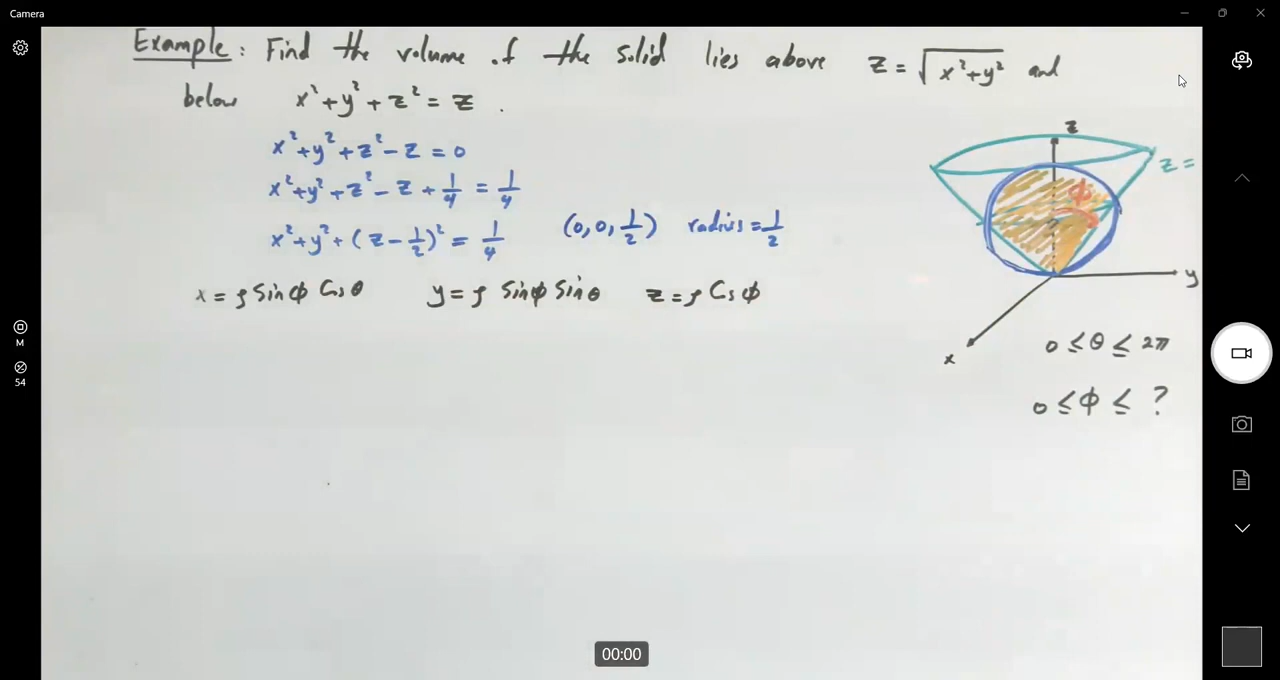 Camera
Example: Find the volume of the solid lies above z = √x²+y² and
below x²+y²+z² = z .
x²+y²+z²-z = 0
x²+y²+z²-z+1/4 = 1/4
x²+y²+(z-1/2)² = 1/4 (0,0,1/2) radius=1/2
x=ρ Sinφ Cosθ y=ρ Sinφ Sinθ z=ρ Cosφ
z
z=
φ
y
x
0≤θ≤2π
0≤φ≤ ?
M
54
00:00